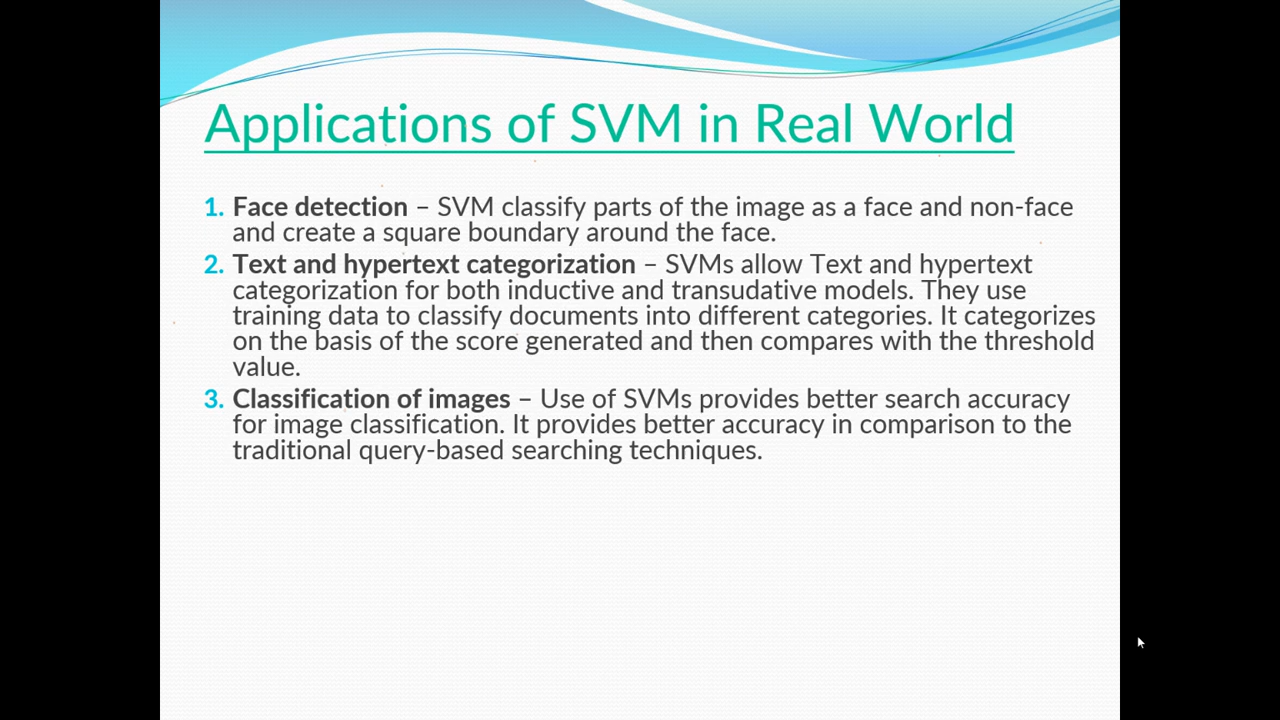 Applications of SVM in Real World
1. Face detection – SVM classify parts of the image as a face and non-face
and create a square boundary around the face.
2. Text and hypertext categorization – SVMs allow Text and hypertext
categorization for both inductive and transudative models. They use
training data to classify documents into different categories. It categorizes
on the basis of the score generated and then compares with the threshold
value.
3. Classification of images – Use of SVMs provides better search accuracy
for image classification. It provides better accuracy in comparison to the
traditional query-based searching techniques.